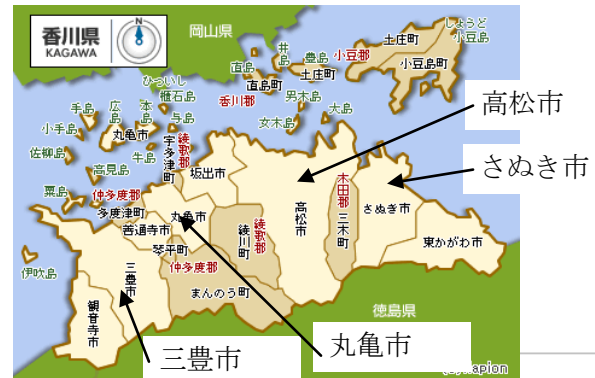 香川県
KAGAWA
N
岡山県
しょうど
小豆島
土庄町
小豆島町
小豆郡
井島
豊島
土庄町
直島
直島町
香川郡
男木島
女木島
大島
ひついし
櫃石島
与島
本島
広島
手島
小手島
丸亀市
牛島
佐柳島
高見島
粟島
仲多度郡
多度津町
綾歌郡
宇多津町
坂出市
丸亀市
善通寺市
琴平町
仲多度郡
まんのう町
綾歌郡
綾川町
高松市
木田郡
三木町
さぬき市
東かがわ市
伊吹島
三豊市
観音寺市
徳島県
高松市
さぬき市
丸亀市
三豊市